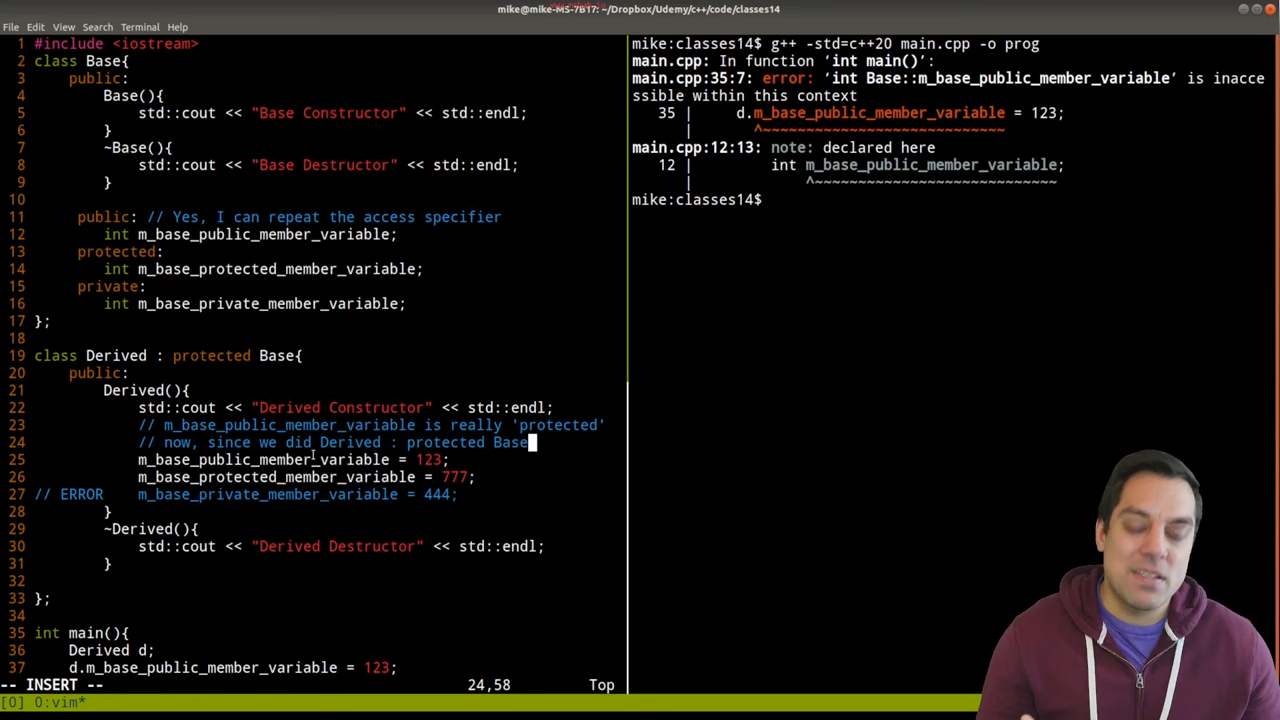 mike@mike-MS-7B17: ~/Dropbox/Udemy/c++/code/classes14
File Edit View Search Terminal Help
1 #include <iostream>
2 class Base{
3     public:
4         Base(){
5             std::cout << "Base Constructor" << std::endl;
6         }
7         ~Base(){
8             std::cout << "Base Destructor" << std::endl;
9         }
10
11      public: // Yes, I can repeat the access specifier
12         int m_base_public_member_variable;
13      protected:
14         int m_base_protected_member_variable;
15      private:
16         int m_base_private_member_variable;
17 };
18
19 class Derived : protected Base{
20     public:
21         Derived(){
22             std::cout << "Derived Constructor" << std::endl;
23             // m_base_public_member_variable is really 'protected'
24             // now, since we did Derived : protected Base
25             m_base_public_member_variable = 123;
26             m_base_protected_member_variable = 777;
27 // ERROR    m_base_private_member_variable = 444;
28         }
29         ~Derived(){
30             std::cout << "Derived Destructor" << std::endl;
31         }
32
33 };
34
35 int main(){
36     Derived d;
37     d.m_base_public_member_variable = 123;
-- INSERT -- 24,58 Top
[0] 0:vim*
mike:classes14$ g++ -std=c++20 main.cpp -o prog
main.cpp: In function ‘int main()’:
main.cpp:35:7: error: ‘int Base::m_base_public_member_variable’ is inacce
ssible within this context
35 |     d.m_base_public_member_variable = 123;
|       ^~~~~~~~~~~~~~~~~~~~~~~~~~~~~
main.cpp:12:13: note: declared here
12 |         int m_base_public_member_variable;
|             ^~~~~~~~~~~~~~~~~~~~~~~~~~~~~
mike:classes14$